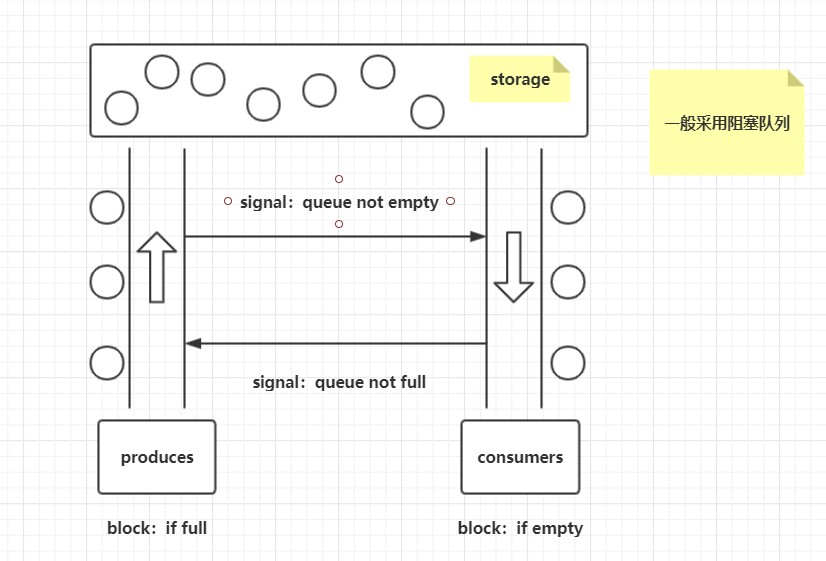 storage
一般采用阻塞队列
signal：queue not empty
signal：queue not full
produces
consumers
block：if full
block：if empty